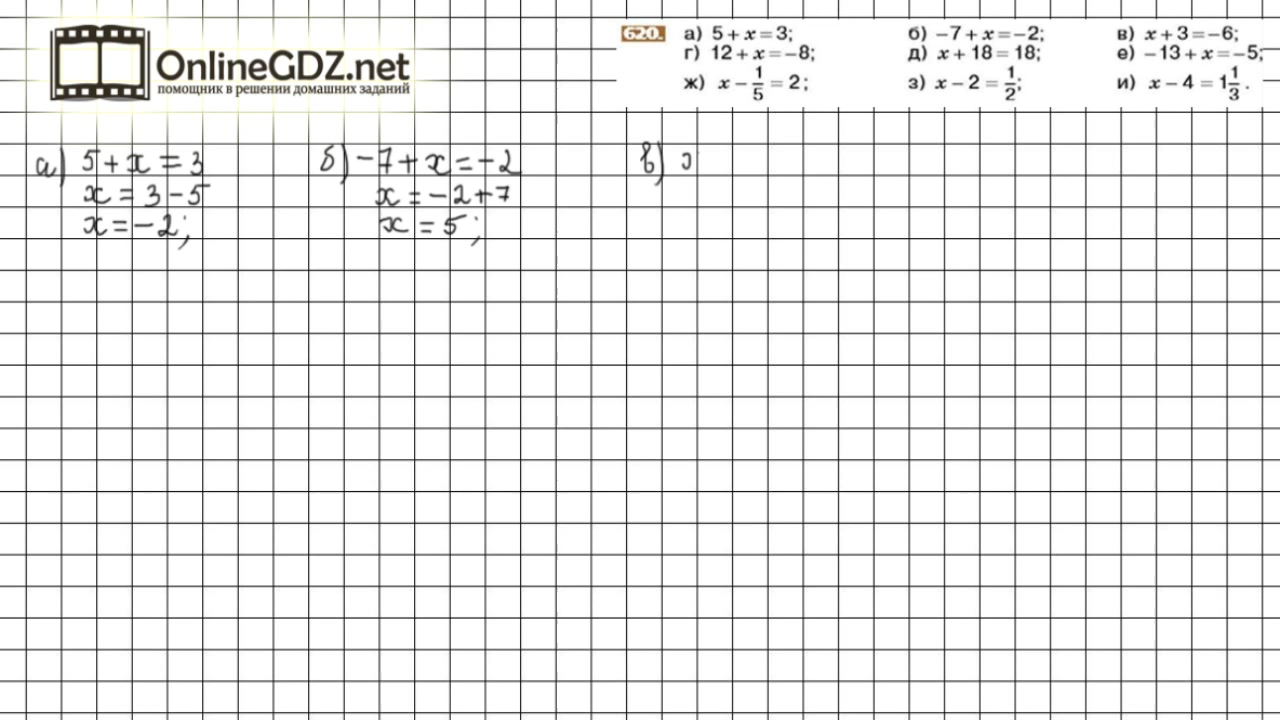 OnlineGDZ.net
помощник в решении домашних заданий
620. а) 5 + x = 3; б) −7 + x = −2; в) x + 3 = −6;
г) 12 + x = −8; д) x + 18 = 18; е) −13 + x = −5;
ж) x − 1/5 = 2; з) x − 2 = 1/2; и) x − 4 = 1 1/3.
а) 5 + x = 3 б) −7 + x = −2 в)
x = 3 − 5 x = −2 + 7
x = −2; x = 5;